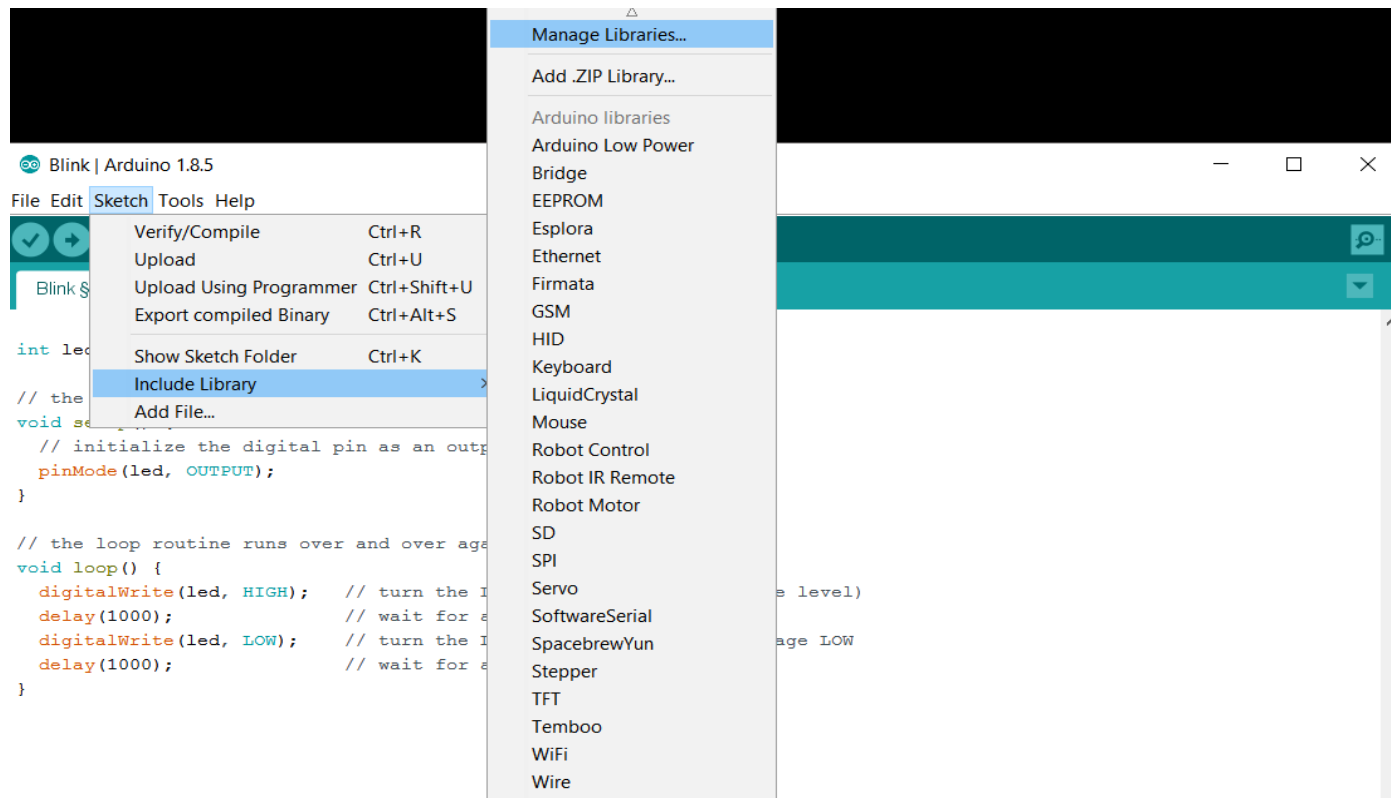 Blink | Arduino 1.8.5
File Edit Sketch Tools Help
Blink §
Verify/Compile Ctrl+R
Upload Ctrl+U
Upload Using Programmer Ctrl+Shift+U
Export compiled Binary Ctrl+Alt+S
Show Sketch Folder Ctrl+K
Include Library
Add File...
Manage Libraries...
Add .ZIP Library...
Arduino libraries
Arduino Low Power
Bridge
EEPROM
Esplora
Ethernet
Firmata
GSM
HID
Keyboard
LiquidCrystal
Mouse
Robot Control
Robot IR Remote
Robot Motor
SD
SPI
Servo
SoftwareSerial
SpacebrewYun
Stepper
TFT
Temboo
WiFi
Wire
int
// the
void
// initialize the digital pin as an
pinMode(led, OUTPUT);
}
// the loop routine runs over and over
void loop() {
digitalWrite(led, HIGH); // turn the level)
delay(1000); // wait for
digitalWrite(led, LOW); // turn the LOW
delay(1000); // wait for
}